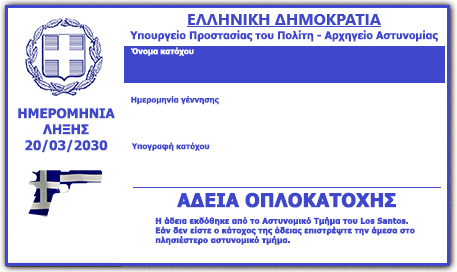 ΕΛΛΗΝΙΚΗ ΔΗΜΟΚΡΑΤΙΑ
Υπουργείο Προστασίας του Πολίτη - Αρχηγείο Αστυνομίας
Όνομα κατόχου
Ημερομηνία γέννησης
Υπογραφή κατόχου
ΗΜΕΡΟΜΗΝΙΑ
ΛΗΞΗΣ
20/03/2030
ΑΔΕΙΑ ΟΠΛΟΚΑΤΟΧΗΣ
Η άδεια εκδόθηκε από το Αστυνομικό Τμήμα του Los Santos.
Εάν δεν είστε ο κάτοχος της άδειας επιστρέψτε την άμεσα στο
πλησιέστερο αστυνομικό τμήμα.